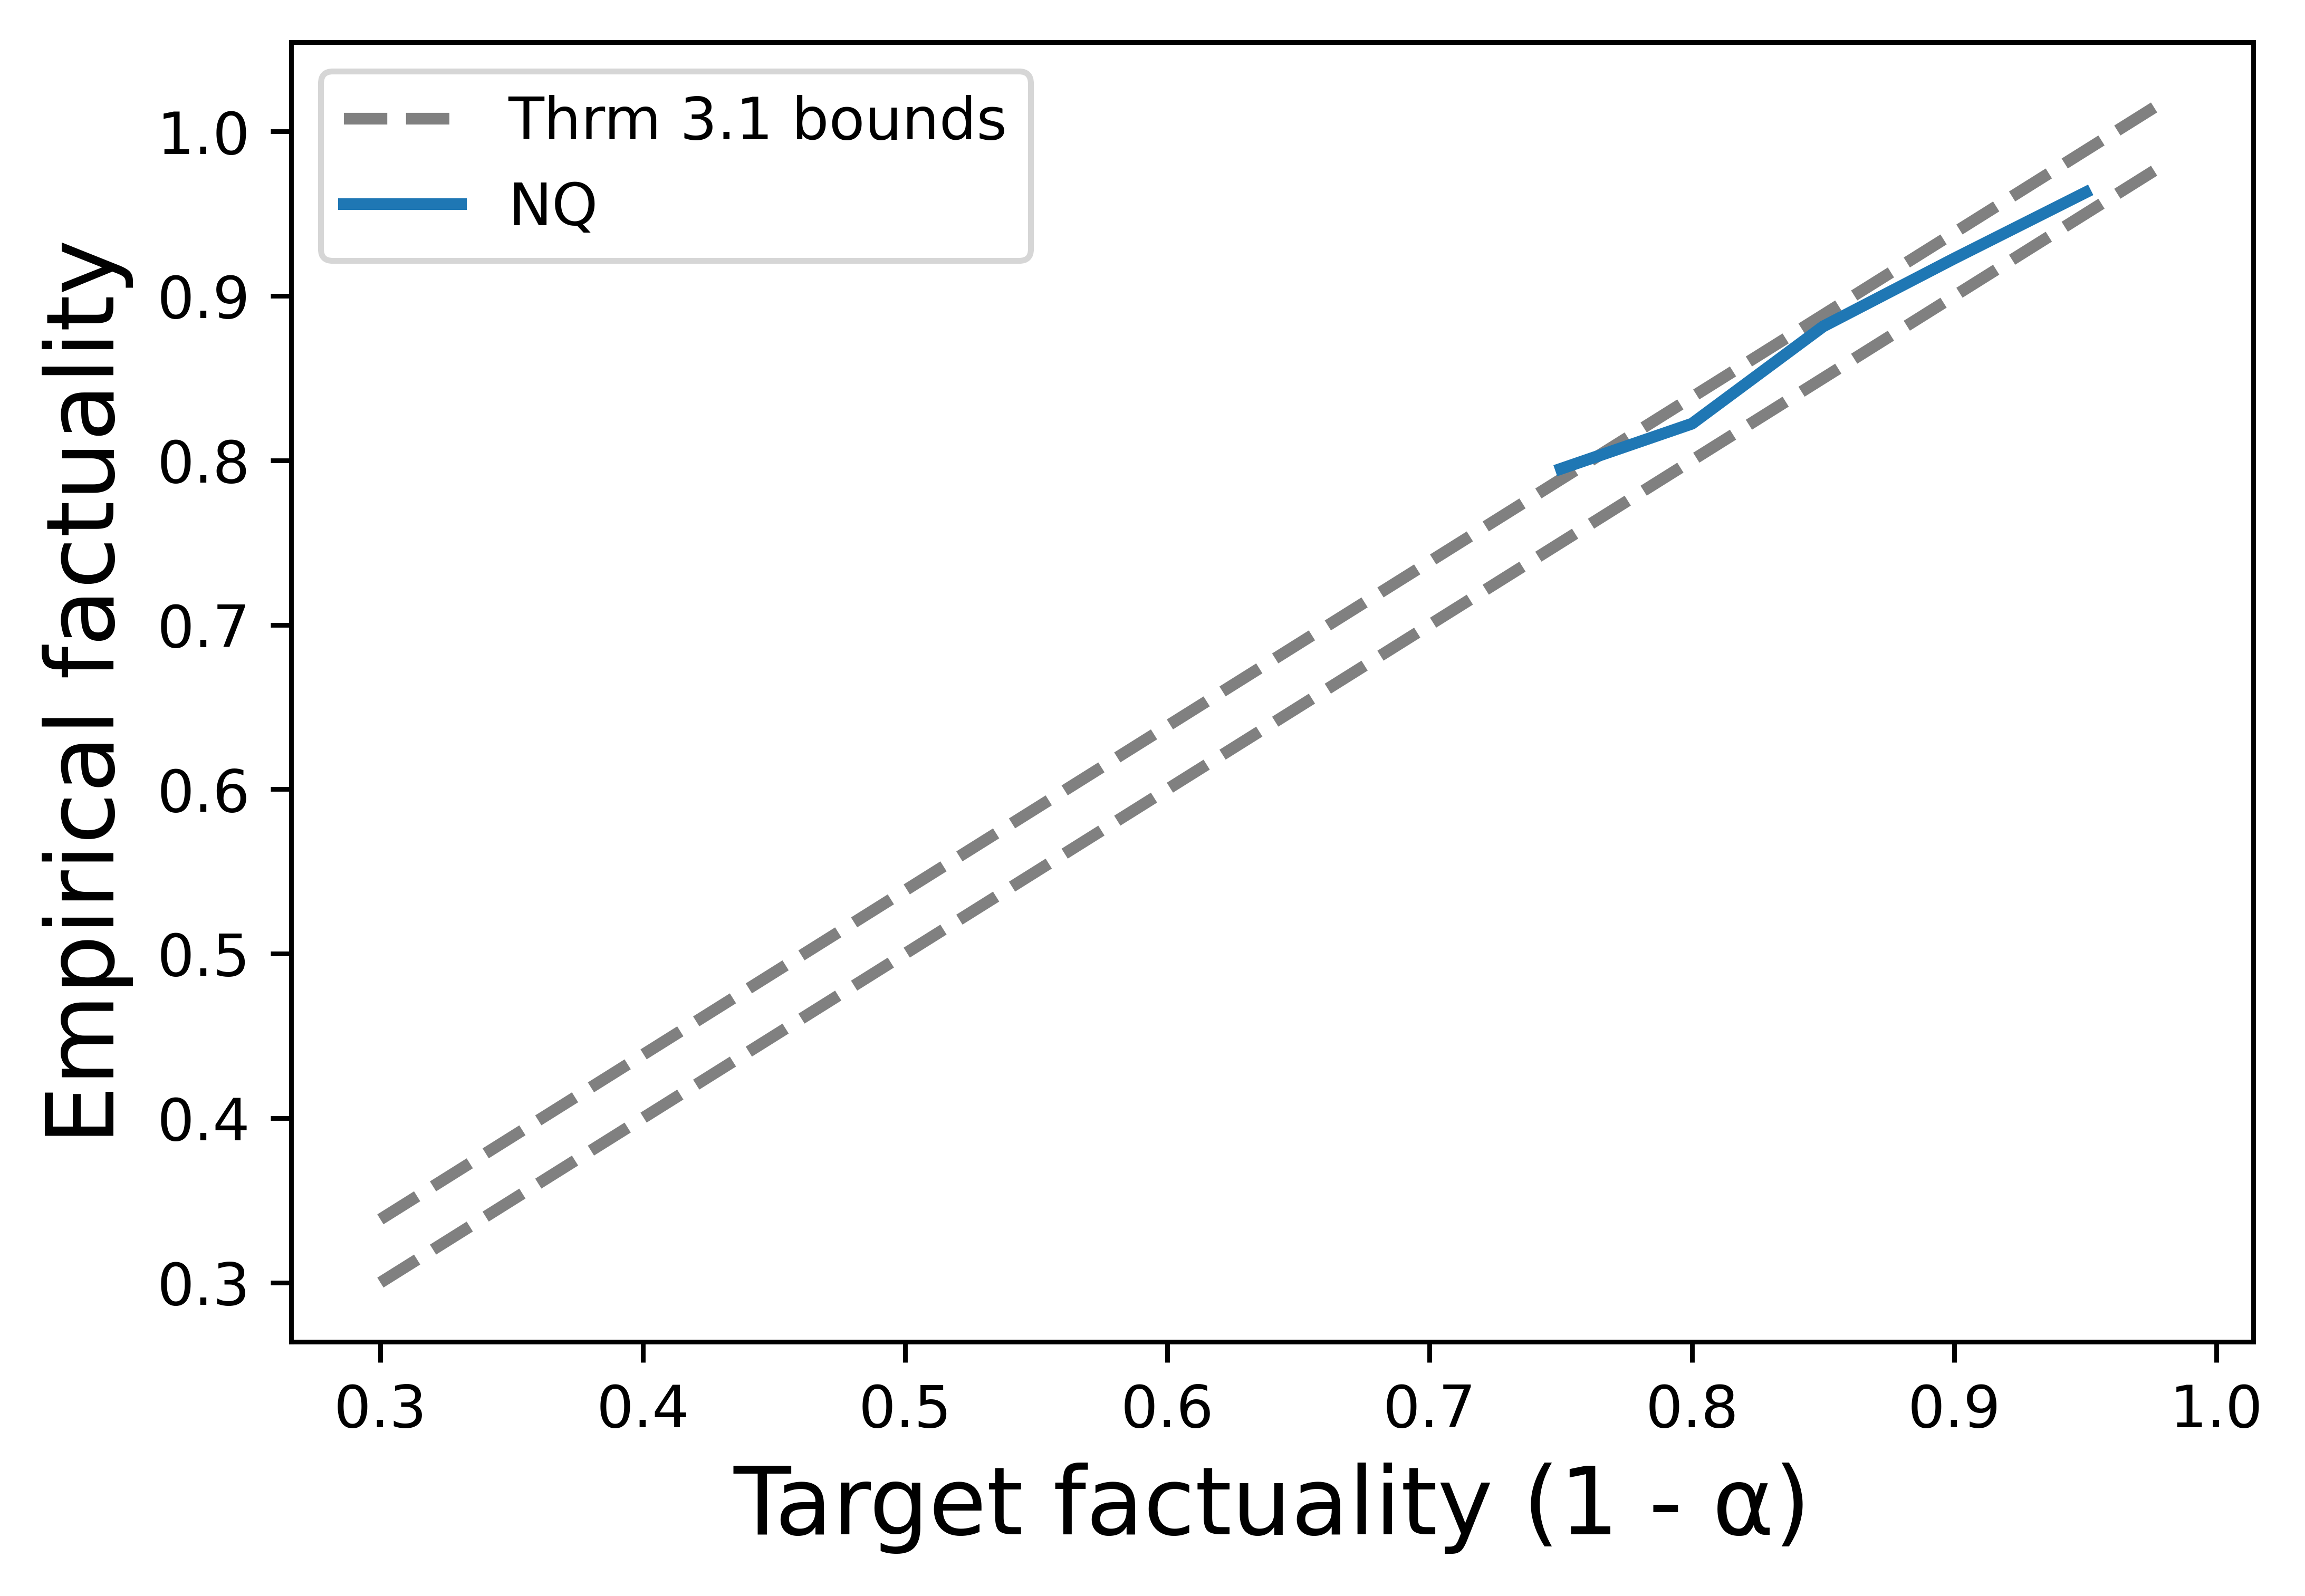 Thrm 3.1 bounds
NQ
Empirical factuality
1.0
0.9
0.8
0.7
0.6
0.5
0.4
0.3
0.3 0.4 0.5 0.6 0.7 0.8 0.9 1.0
Target factuality (1 - α)